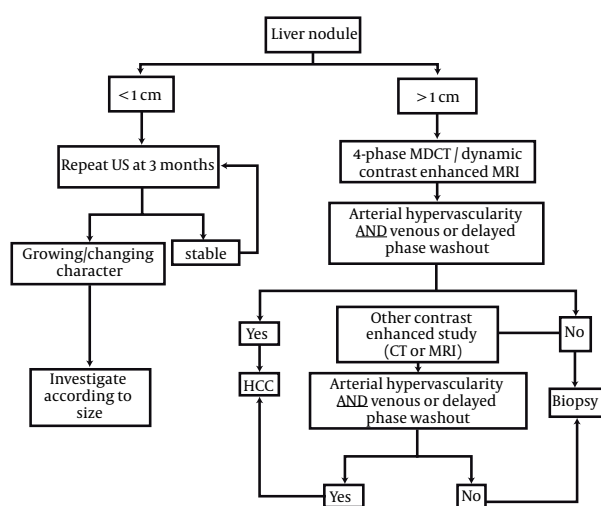 Liver nodule
<1 cm
>1 cm
Repeat US at 3 months
4-phase MDCT / dynamic
contrast enhanced MRI
Growing/changing
character
stable
Arterial hypervascularity
AND venous or delayed
phase washout
Investigate
according to
size
Yes
Other contrast
enhanced study
(CT or MRI)
No
HCC
Arterial hypervascularity
AND venous or delayed
phase washout
Biopsy
Yes
No